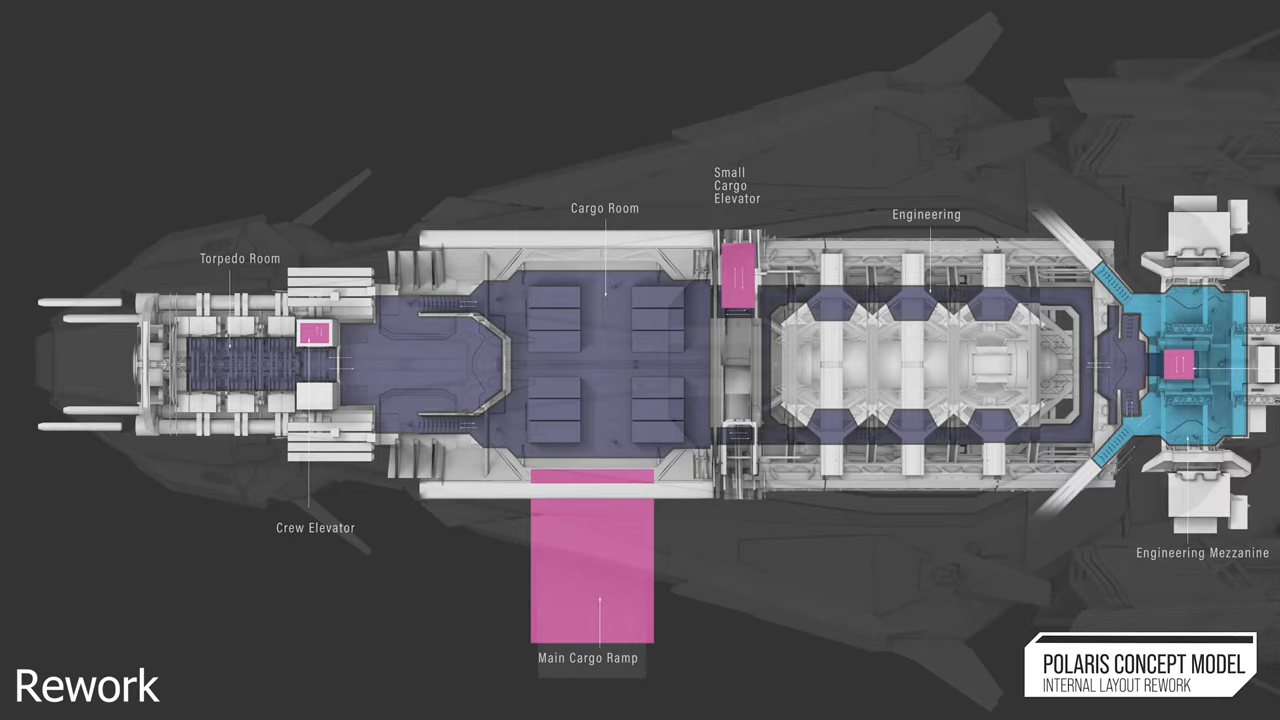 Small
Cargo
Elevator
Cargo Room
Engineering
Torpedo Room
Crew Elevator
Engineering Mezzanine
Main Cargo Ramp
Rework
POLARIS CONCEPT MODEL
INTERNAL LAYOUT REWORK